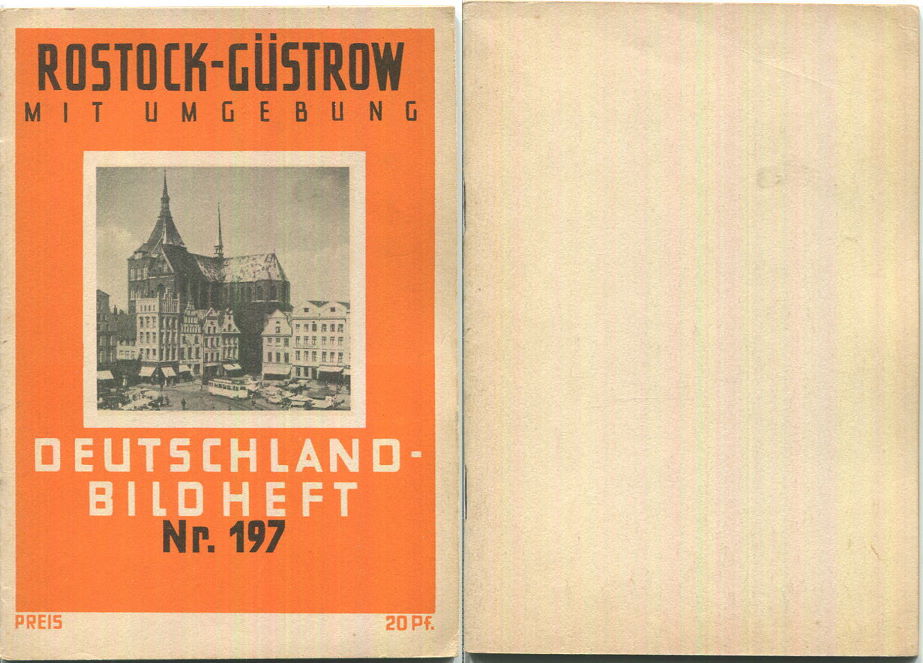 ROSTOCK-GÜSTROW
MIT UMGEBUNG
DEUTSCHLAND-
BILDHEFT
Nr. 197
PREIS 20 Pf.